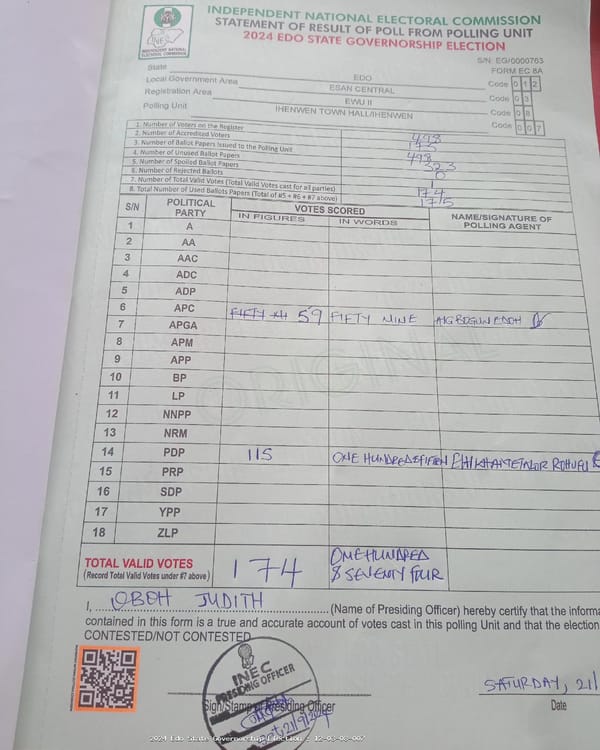 INDEPENDENT NATIONAL ELECTORAL COMMISSION
STATEMENT OF RESULT OF POLL FROM POLLING UNIT
2024 EDO STATE GOVERNORSHIP ELECTION
INEC
INDEPENDENT NATIONAL ELECTORAL COMMISSION
S/N: EG/0000763
FORM EC 8A
State EDO Code 0 1 2
Local Government Area ESAN CENTRAL Code 0 3
Registration Area EWU II Code 0 8
Polling Unit IHENWEN TOWN HALL/IHENWEN Code 0 0 7
1. Number of Voters on the Register 498
2. Number of Accredited Voters 175
3. Number of Ballot Papers Issued to the Polling Unit 498
4. Number of Unused Ballot Papers 323
5. Number of Spoiled Ballot Papers 0
6. Number of Rejected Ballots 1
7. Number of Total Valid Votes (Total Valid Votes cast for all parties) 174
8. Total Number of Used Ballots Papers (Total of #5 + #6 + #7 above) 175
S/N POLITICAL PARTY VOTES SCORED NAME/SIGNATURE OF POLLING AGENT
IN FIGURES IN WORDS
1 A
2 AA
3 AAC
4 ADC
5 ADP
6 APC FIFTY 59 FIFTY NINE
7 APGA
8 APM
9 APP
10 BP
11 LP
12 NNPP
13 NRM
14 PDP 115 ONE HUNDRED & FIFTEEN
15 PRP
16 SDP
17 YPP
18 ZLP
ORIGINAL
TOTAL VALID VOTES 174 ONE HUNDRED
(Record Total Valid Votes under #7 above) & SEVENTY FOUR
I, OBOH JUDITH (Name of Presiding Officer) hereby certify that the informa
contained in this form is a true and accurate account of votes cast in this polling Unit and that the election
CONTESTED/NOT CONTESTED
INEC
PRESIDING OFFICER
21/9/2024
SATURDAY, 21/
Sign/Stamp of Presiding Officer Date
2024 Edo State Governorship Election - 12-03-08-007